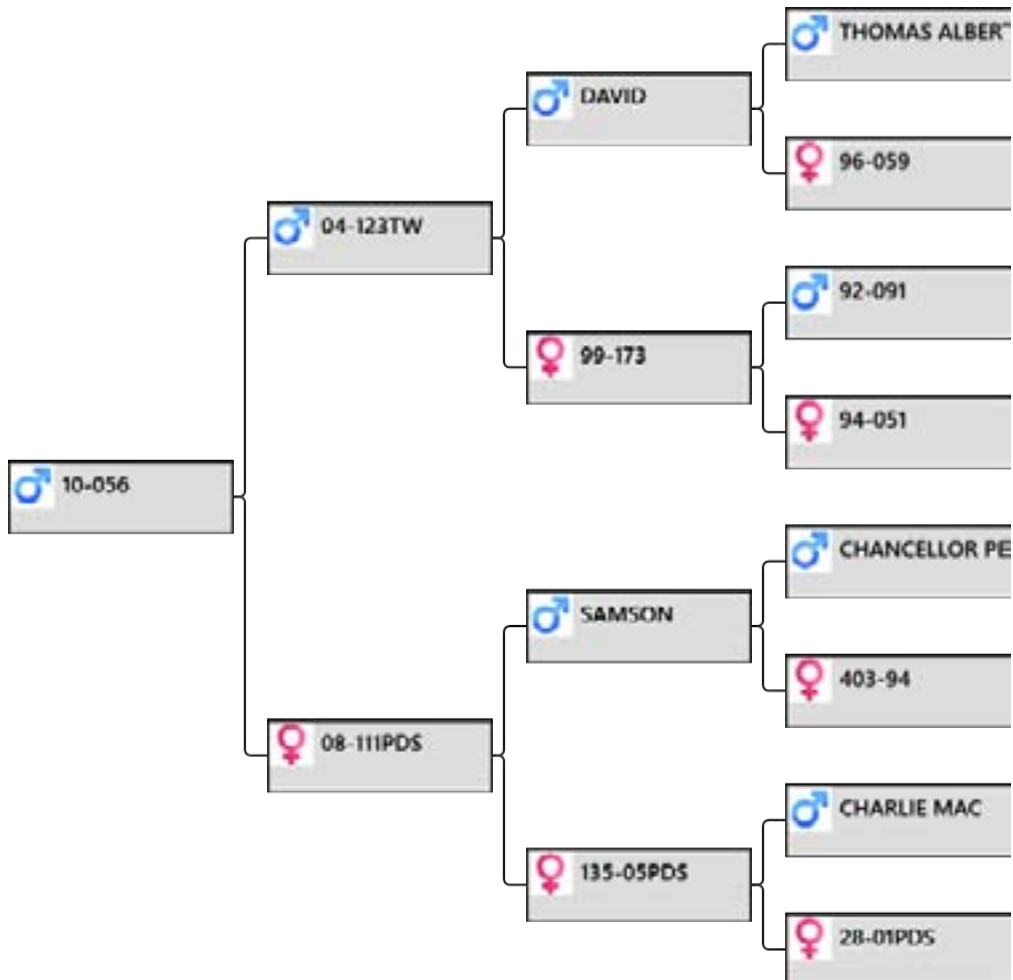 THOMAS ALBERT
DAVID
96-059
04-123TW
92-091
99-173
94-051
10-056
CHANCELLOR PE
SAMSON
403-94
08-111PDS
CHARLIE MAC
135-05PDS
28-01PDS